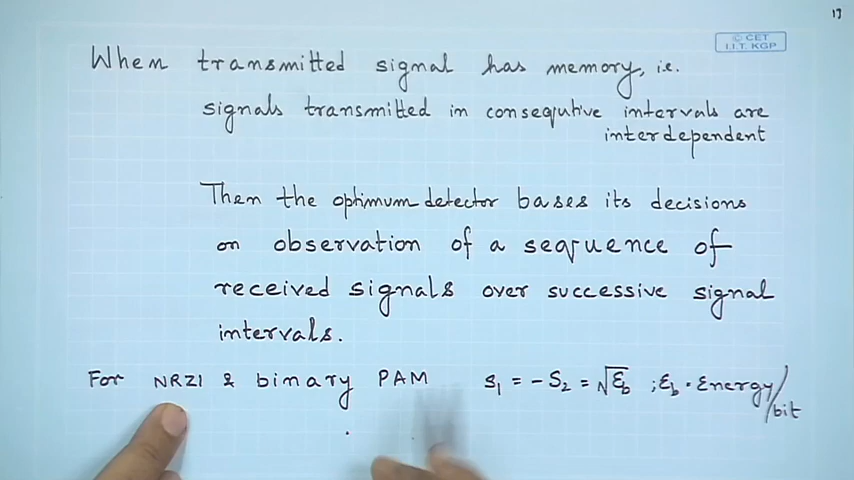 17
© CET
I.I.T. KGP
When transmitted signal has memory, i.e.
signals transmitted in consequtive intervals are
interdependent
Then the optimum detector bases its decisions
on observation of a sequence of
received signals over successive signal
intervals.
For NRZI & binary PAM s₁ = -s₂ = √Ɛb ; Ɛb · Energy/bit